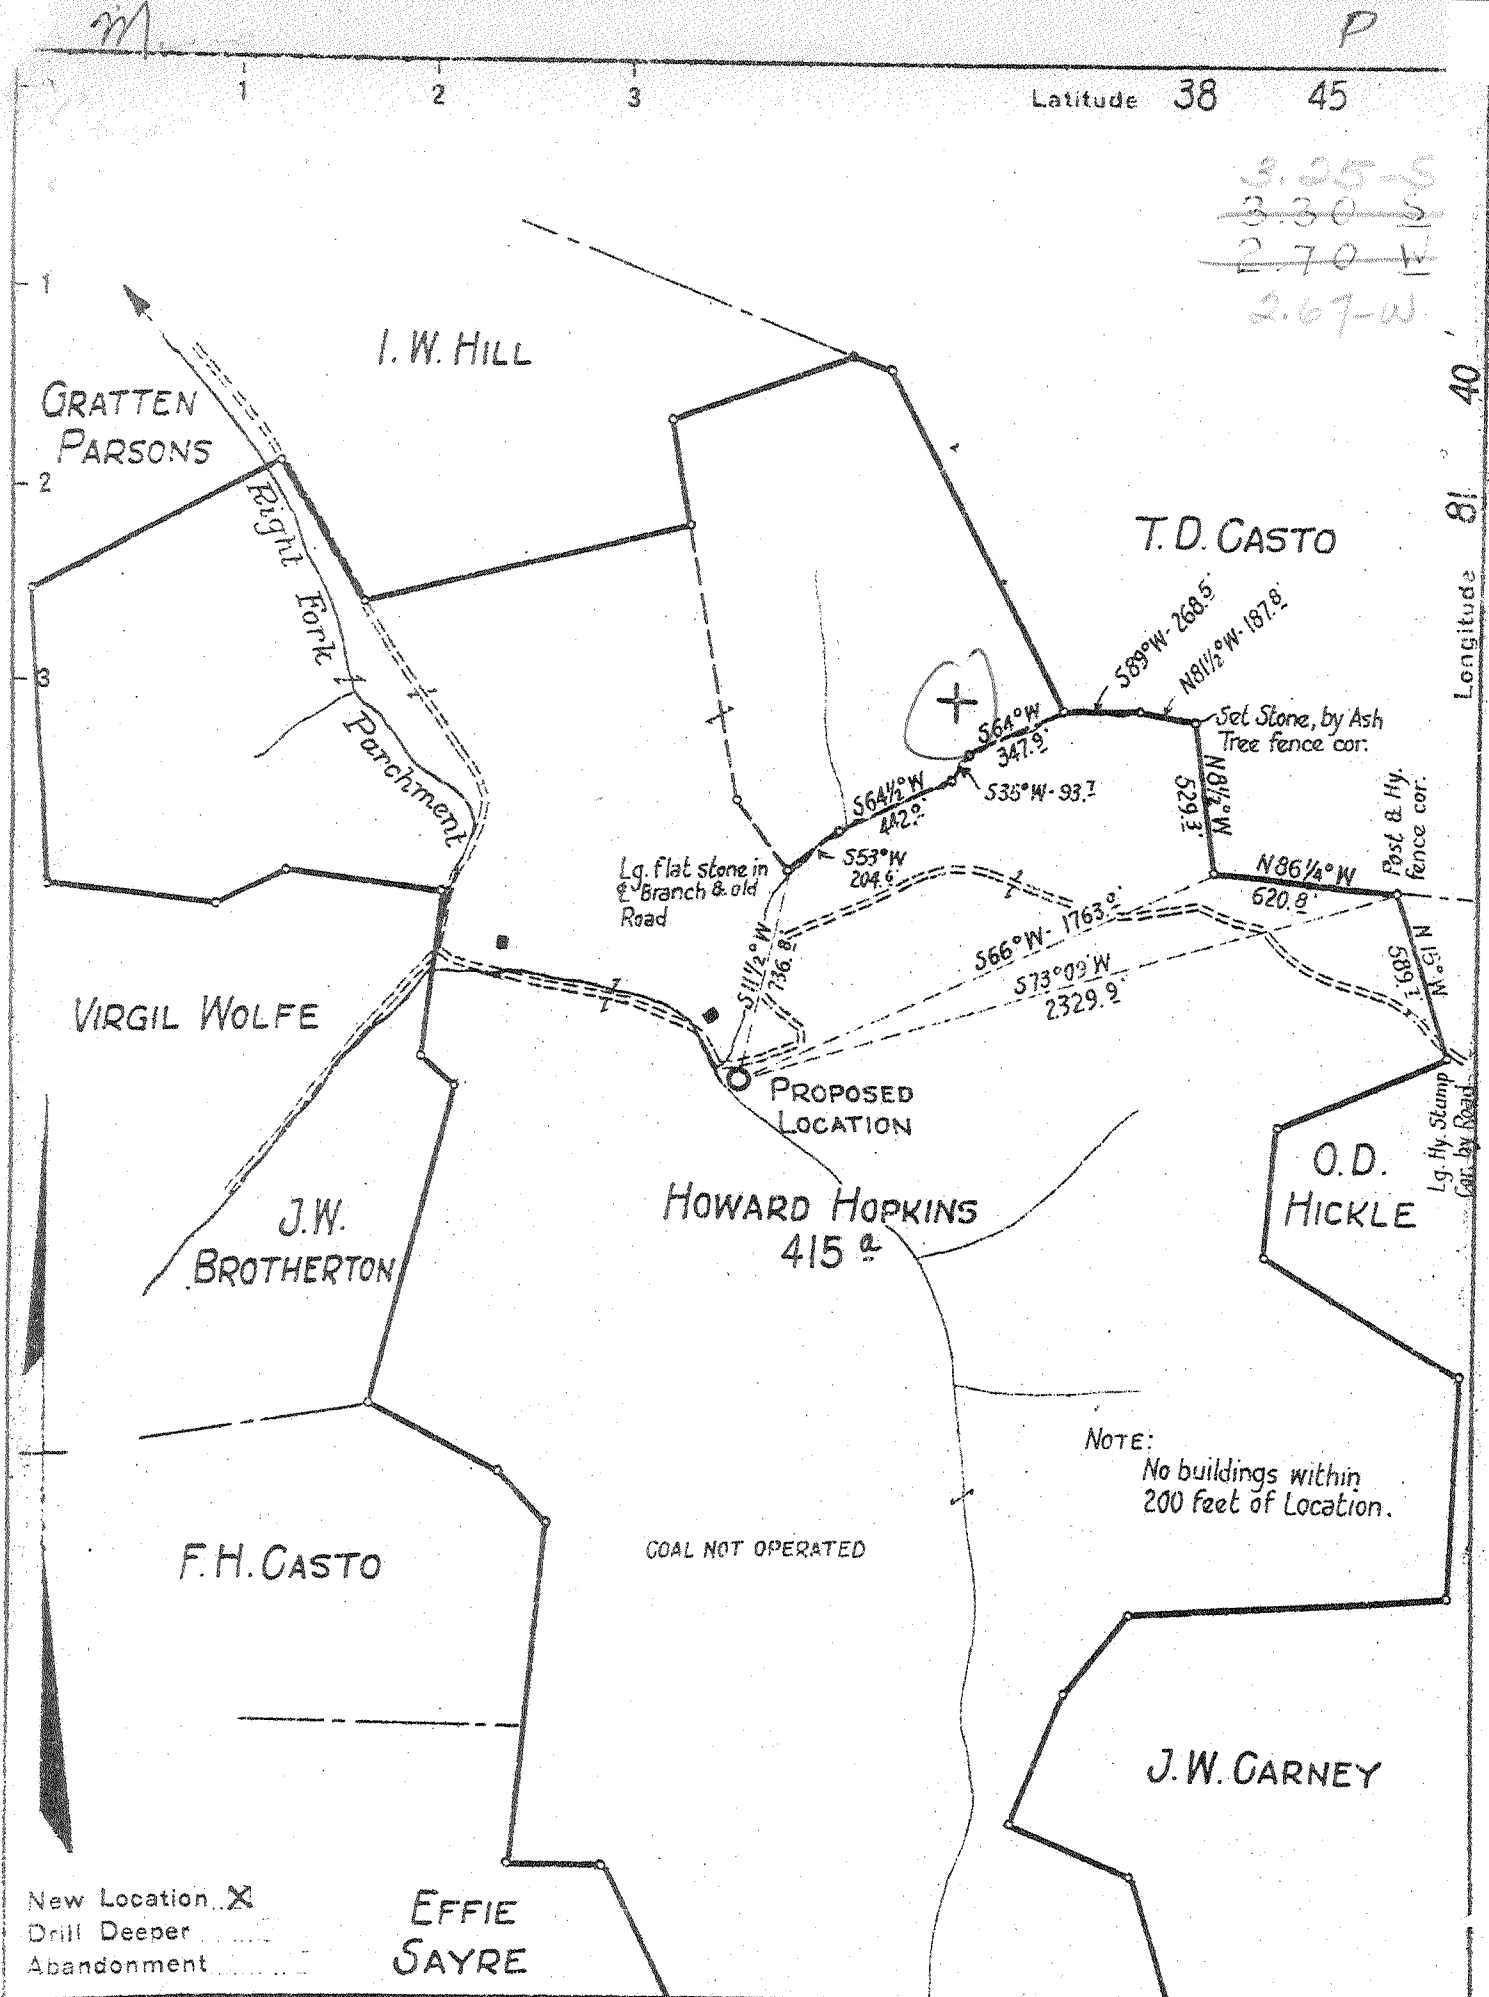 M.
P
1
2
3
Latitude 38 45
3.25-S
3.30 S
2.70 W
2.67-W
1
2
3
Longitude 81 40
I. W. HILL
GRATTEN
PARSONS
Right Fork Parchment
T. D. CASTO
S89°W- 268.5'
N81½°W- 187.8'
Set Stone, by Ash
Tree fence cor.
S64°W
347.9'
S64½°W
442.0'
S53°W
204.6'
N8½°W
529.3'
Post & Hy.
fence cor.
N86¼°W
620.8'
N 15°W
589.
Lg. flat stone in
℄ Branch & old
Road
S11½°W
736.8'
S66°W- 1763.0'
S73°09'W
2329.9'
VIRGIL WOLFE
PROPOSED
LOCATION
Lg. Hy. Stump
Cor. by Road
O.D.
HICKLE
HOWARD HOPKINS
415 a
J.W.
BROTHERTON
NOTE:
No buildings within
200 feet of Location.
COAL NOT OPERATED
F. H. CASTO
J. W. CARNEY
New Location X
Drill Deeper
Abandonment
EFFIE
SAYRE